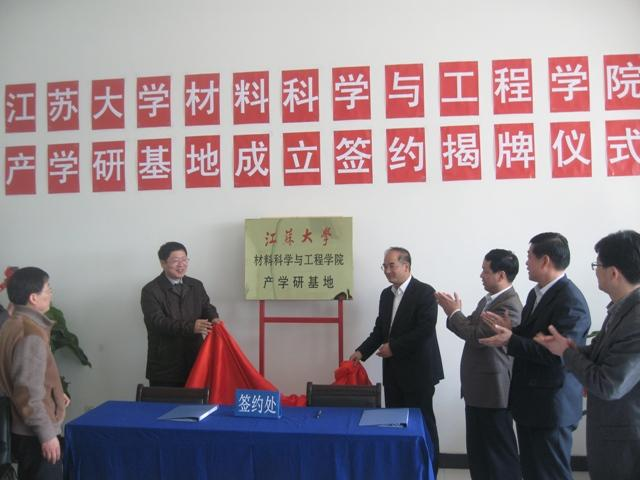 江苏大学材料科学与工程学院
产学研基地成立签约揭牌仪式
江苏大学
材料科学与工程学院
产学研基地
签约处